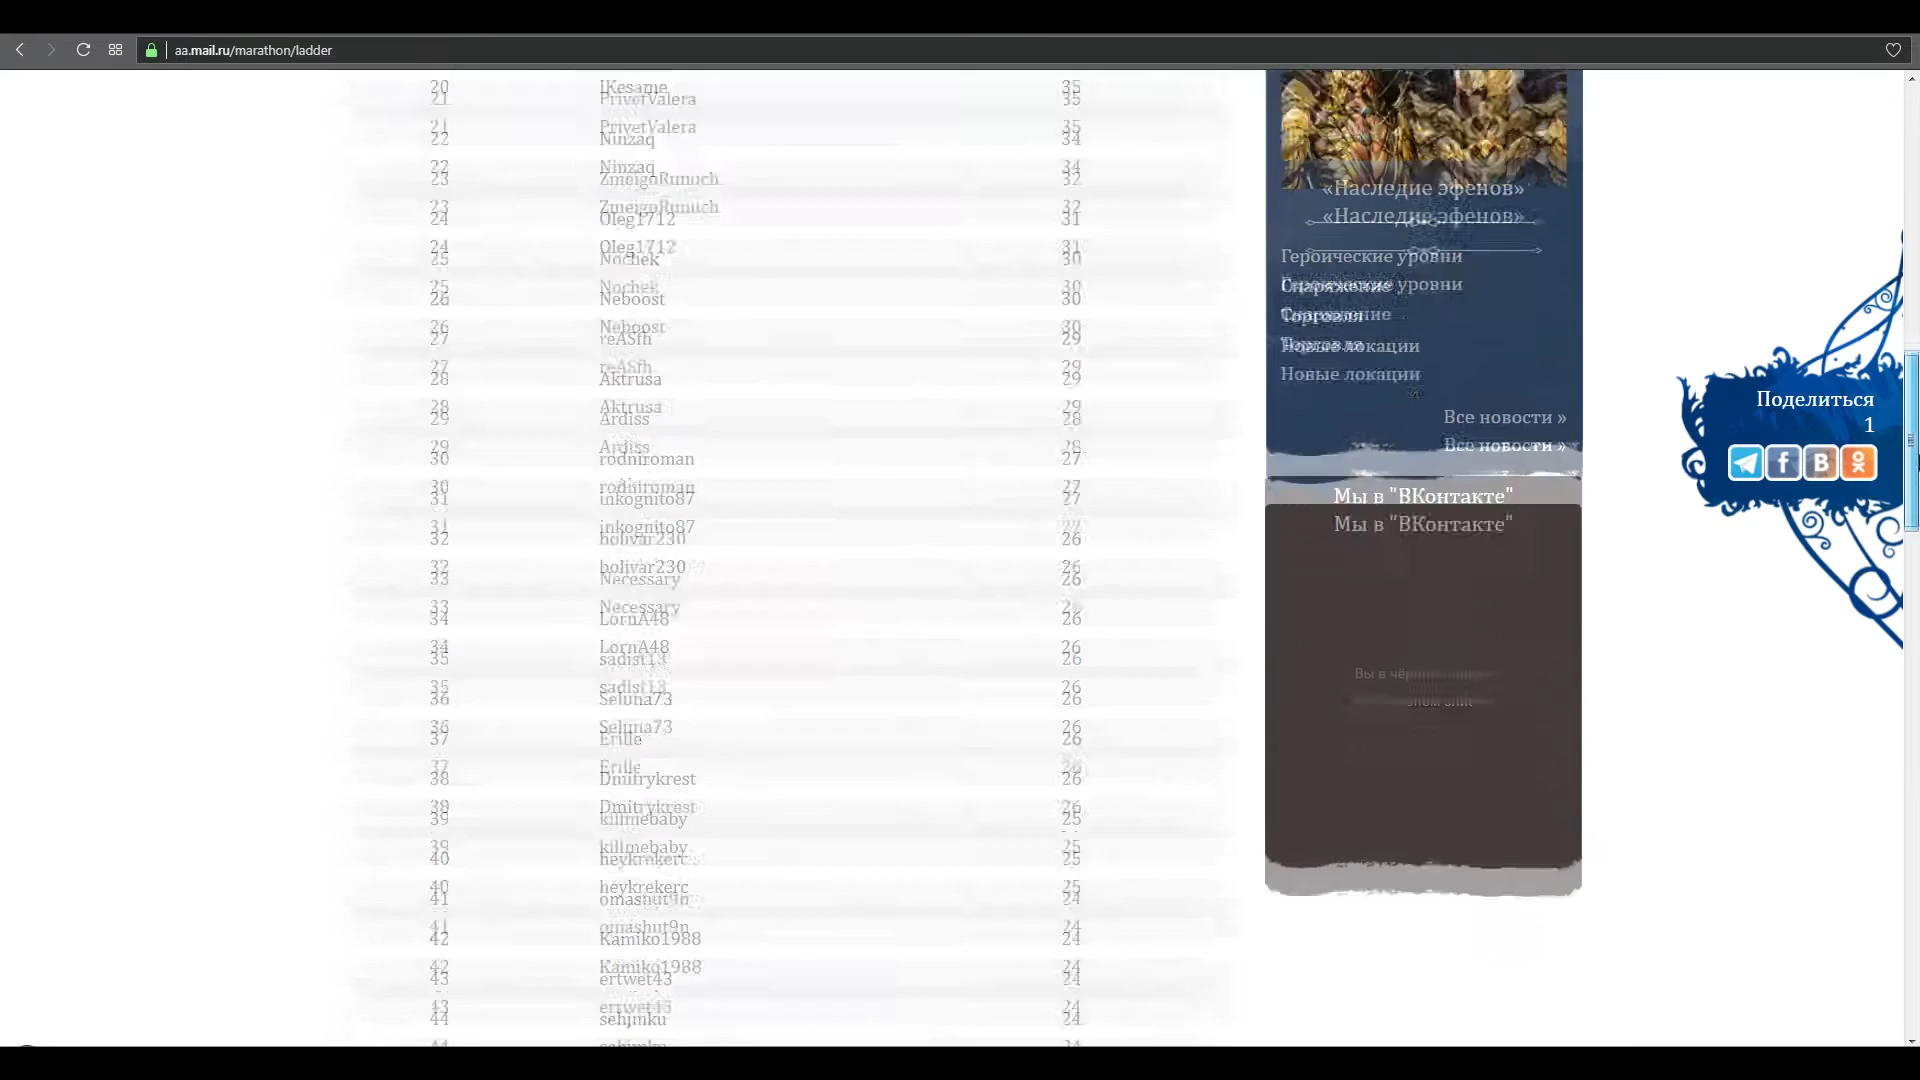 aa.mail.ru/marathon/ladder
20 IKesame 35
21 PrivetValera 35
22 Ninzaq 34
23 ZmeigoRunuch 32
24 Oleg1712 31
25 Nochek 30
26 Neboost 30
27 reASfh 29
28 Aktrusa 29
29 Ardiss 28
30 rodniroman 27
31 inkognito87 27
32 bolivar230 26
33 Necessary 26
34 LornA48 26
35 sadist13 26
36 Seluna73 26
37 Erille 26
38 Dmitrykrest 26
39 killmebaby 25
40 heykrekerc 25
41 omashut9n 24
42 Kamiko1988 24
43 ertwet43 24
44 sehjinku 24
«Наследие эфенов»
Героические уровни
Снаряжение
Торговля
Новые локации
Все новости »
Мы в "ВКонтакте"
Вы в
Поделиться
1